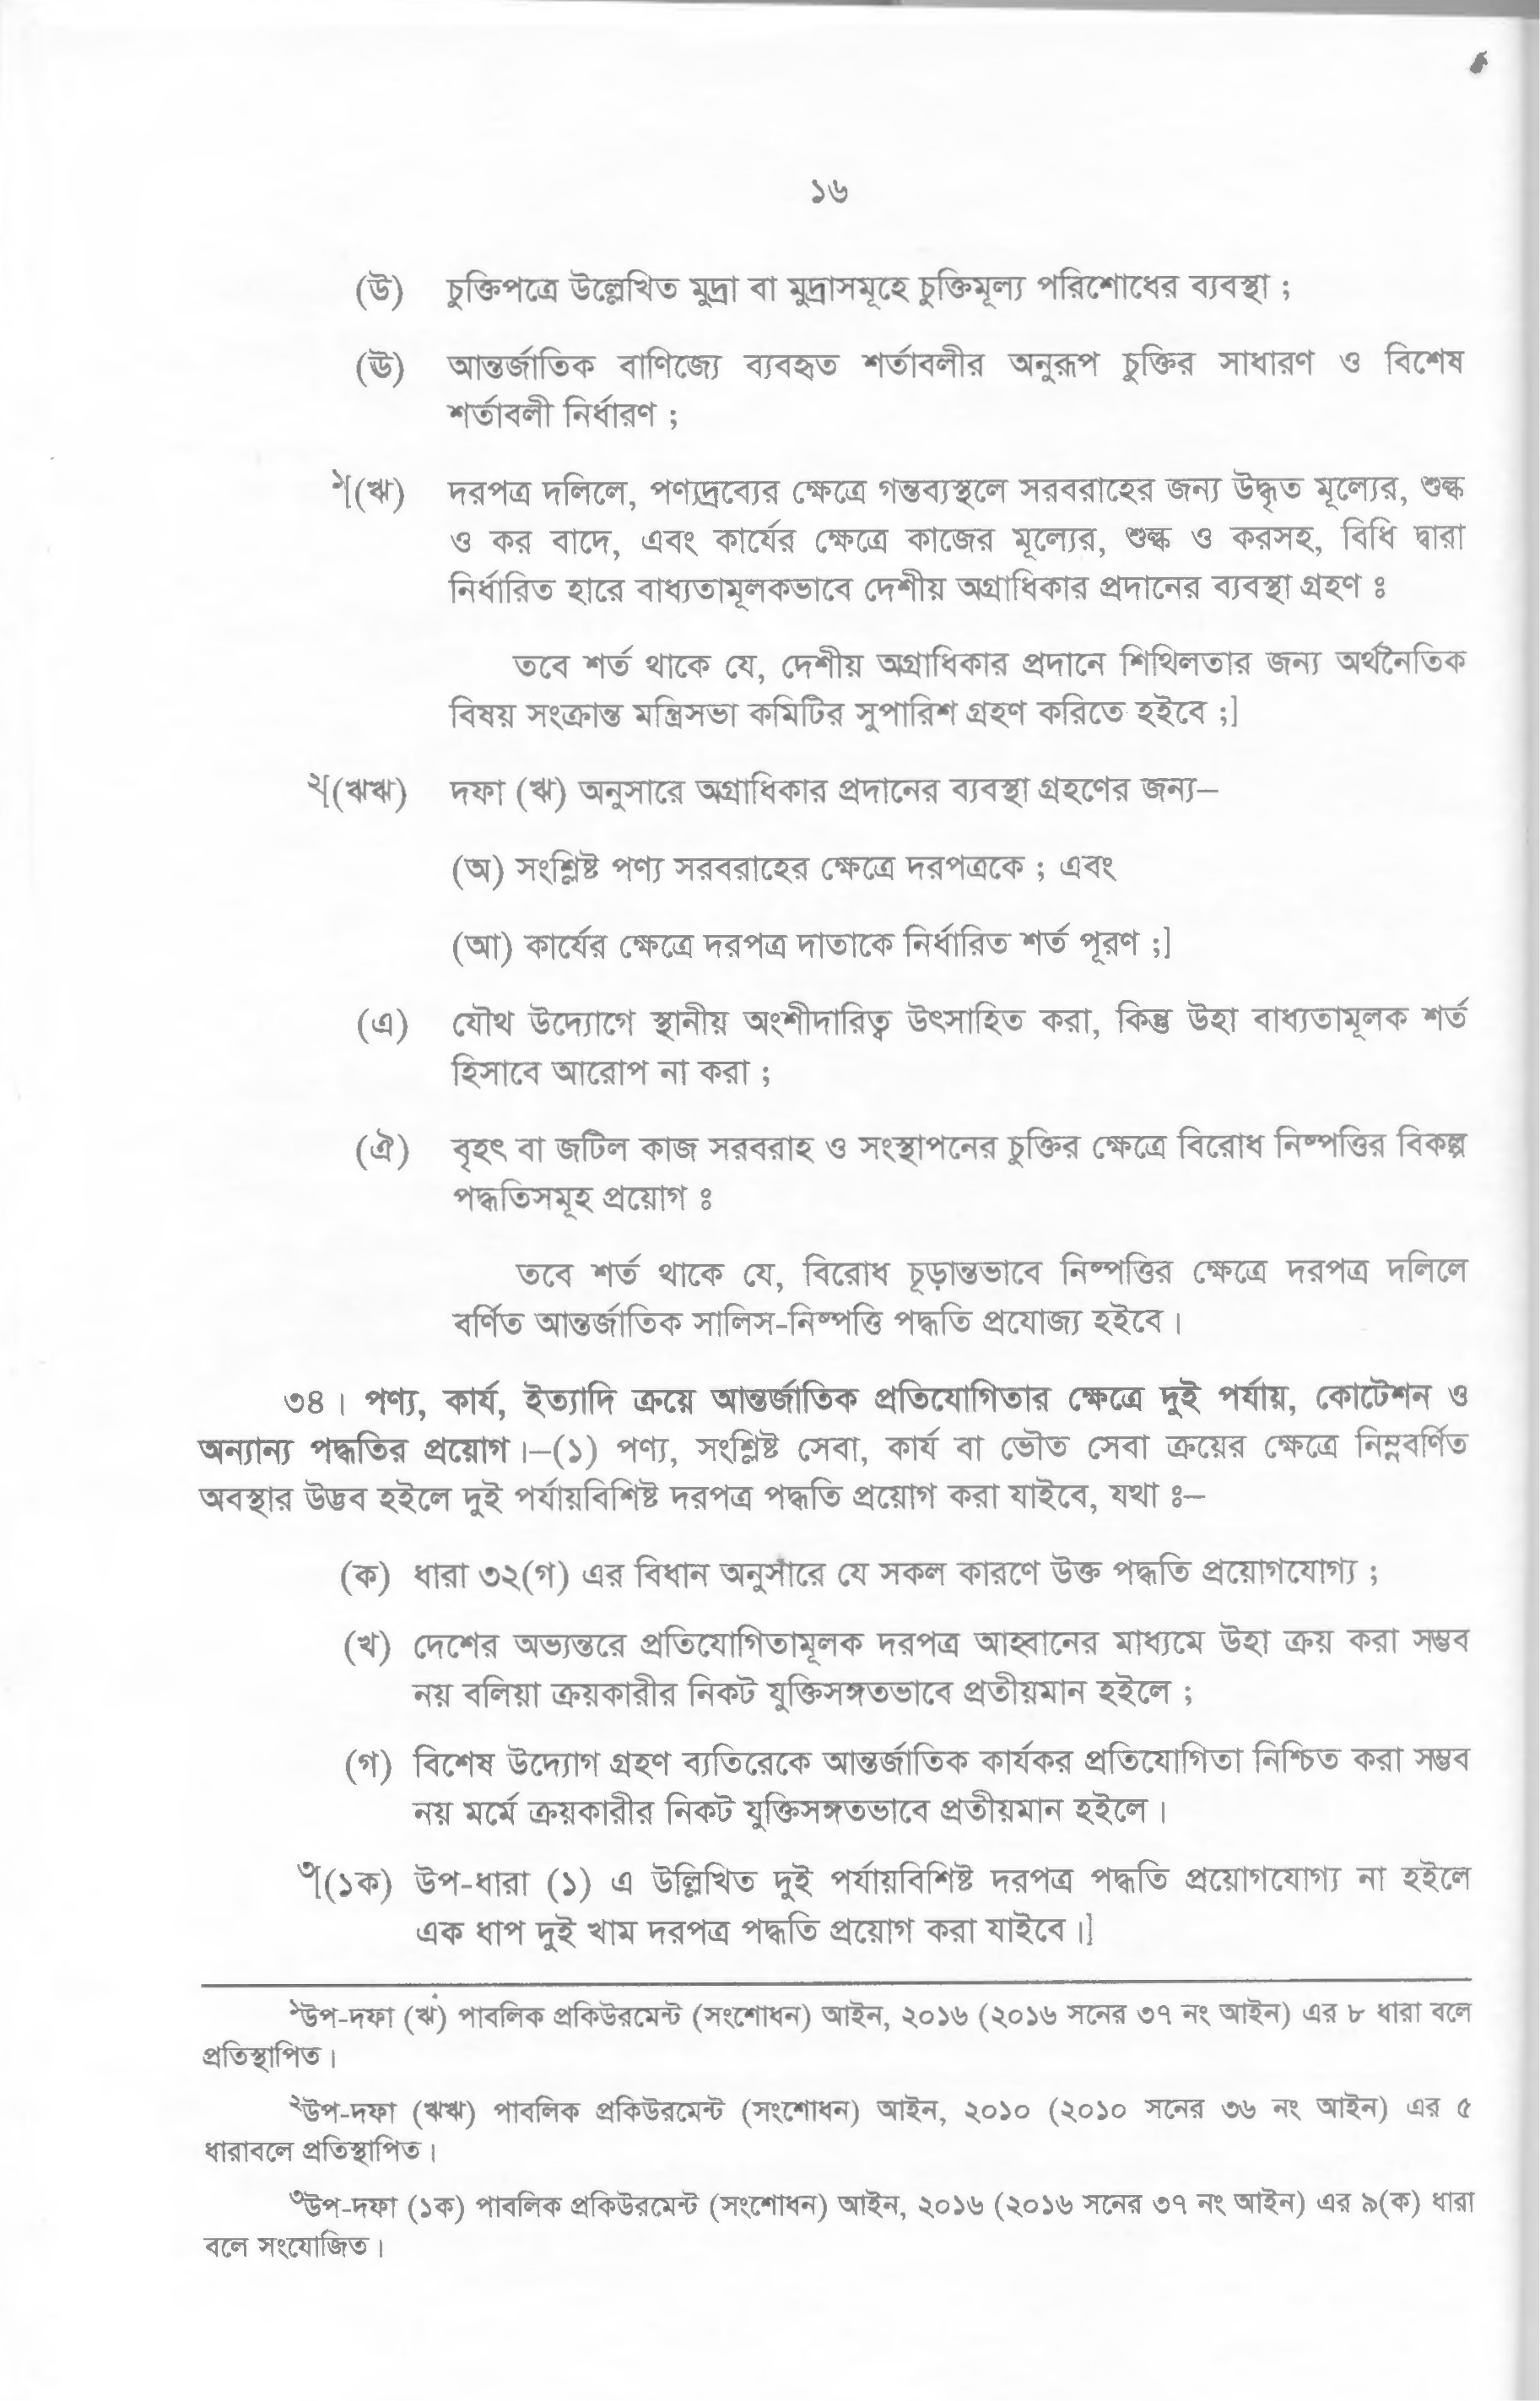 ১৬
(উ) চুক্তিপত্রে উল্লেখিত মুদ্রা বা মুদ্রাসমূহে চুক্তিমূল্য পরিশোধের ব্যবস্থা ;
(ঊ) আন্তর্জাতিক বাণিজ্যে ব্যবহৃত শর্তাবলীর অনুরূপ চুক্তির সাধারণ ও বিশেষ
শর্তাবলী নির্ধারণ ;
১[(ঋ) দরপত্র দলিলে, পণ্যদ্রব্যের ক্ষেত্রে গন্তব্যস্থলে সরবরাহের জন্য উদ্ধৃত মূল্যের, শুল্ক
ও কর বাদে, এবং কার্যের ক্ষেত্রে কাজের মূল্যের, শুল্ক ও করসহ, বিধি দ্বারা
নির্ধারিত হারে বাধ্যতামূলকভাবে দেশীয় অগ্রাধিকার প্রদানের ব্যবস্থা গ্রহণ ঃ
তবে শর্ত থাকে যে, দেশীয় অগ্রাধিকার প্রদানে শিথিলতার জন্য অর্থনৈতিক
বিষয় সংক্রান্ত মন্ত্রিসভা কমিটির সুপারিশ গ্রহণ করিতে হইবে ;]
২[(ঋঋ) দফা (ঋ) অনুসারে অগ্রাধিকার প্রদানের ব্যবস্থা গ্রহণের জন্য–
(অ) সংশ্লিষ্ট পণ্য সরবরাহের ক্ষেত্রে দরপত্রকে ; এবং
(আ) কার্যের ক্ষেত্রে দরপত্র দাতাকে নির্ধারিত শর্ত পূরণ ;]
(এ) যৌথ উদ্যোগে স্থানীয় অংশীদারিত্ব উৎসাহিত করা, কিন্তু উহা বাধ্যতামূলক শর্ত
হিসাবে আরোপ না করা ;
(ঐ) বৃহৎ বা জটিল কাজ সরবরাহ ও সংস্থাপনের চুক্তির ক্ষেত্রে বিরোধ নিষ্পত্তির বিকল্প
পদ্ধতিসমূহ প্রয়োগ ঃ
তবে শর্ত থাকে যে, বিরোধ চূড়ান্তভাবে নিষ্পত্তির ক্ষেত্রে দরপত্র দলিলে
বর্ণিত আন্তর্জাতিক সালিস-নিষ্পত্তি পদ্ধতি প্রযোজ্য হইবে।
৩৪। পণ্য, কার্য, ইত্যাদি ক্রয়ে আন্তর্জাতিক প্রতিযোগিতার ক্ষেত্রে দুই পর্যায়, কোটেশন ও
অন্যান্য পদ্ধতির প্রয়োগ।–(১) পণ্য, সংশ্লিষ্ট সেবা, কার্য বা ভৌত সেবা ক্রয়ের ক্ষেত্রে নিম্নবর্ণিত
অবস্থার উদ্ভব হইলে দুই পর্যায়বিশিষ্ট দরপত্র পদ্ধতি প্রয়োগ করা যাইবে, যথা ঃ–
(ক) ধারা ৩২(গ) এর বিধান অনুসারে যে সকল কারণে উক্ত পদ্ধতি প্রয়োগযোগ্য ;
(খ) দেশের অভ্যন্তরে প্রতিযোগিতামূলক দরপত্র আহ্বানের মাধ্যমে উহা ক্রয় করা সম্ভব
নয় বলিয়া ক্রয়কারীর নিকট যুক্তিসঙ্গতভাবে প্রতীয়মান হইলে ;
(গ) বিশেষ উদ্যোগ গ্রহণ ব্যতিরেকে আন্তর্জাতিক কার্যকর প্রতিযোগিতা নিশ্চিত করা সম্ভব
নয় মর্মে ক্রয়কারীর নিকট যুক্তিসঙ্গতভাবে প্রতীয়মান হইলে।
৩[(১ক) উপ-ধারা (১) এ উল্লিখিত দুই পর্যায়বিশিষ্ট দরপত্র পদ্ধতি প্রয়োগযোগ্য না হইলে
এক ধাপ দুই খাম দরপত্র পদ্ধতি প্রয়োগ করা যাইবে।]
১উপ-দফা (ঋ) পাবলিক প্রকিউরমেন্ট (সংশোধন) আইন, ২০১৬ (২০১৬ সনের ৩৭ নং আইন) এর ৮ ধারা বলে
প্রতিস্থাপিত।
২উপ-দফা (ঋঋ) পাবলিক প্রকিউরমেন্ট (সংশোধন) আইন, ২০১০ (২০১০ সনের ৩৬ নং আইন) এর ৫
ধারাবলে প্রতিস্থাপিত।
৩উপ-দফা (১ক) পাবলিক প্রকিউরমেন্ট (সংশোধন) আইন, ২০১৬ (২০১৬ সনের ৩৭ নং আইন) এর ৯(ক) ধারা
বলে সংযোজিত।